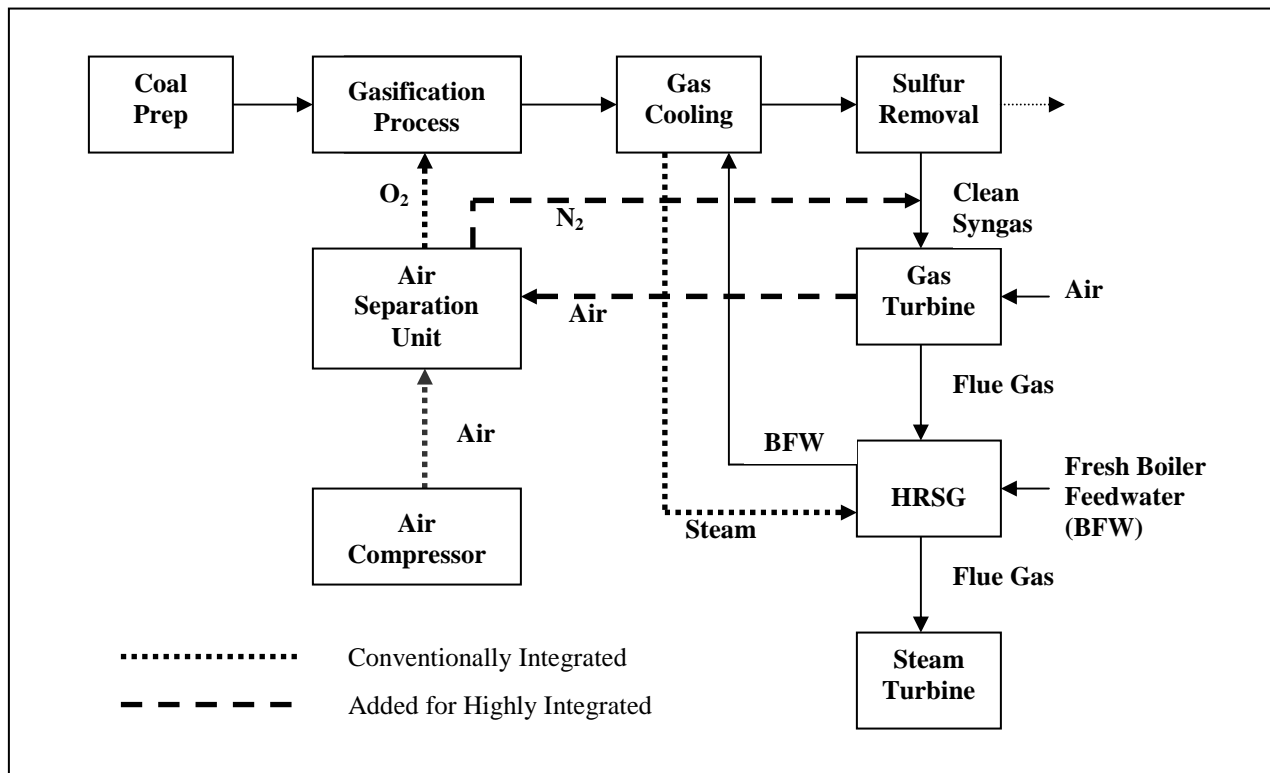 Coal
Prep
Gasification
Process
Gas
Cooling
Sulfur
Removal
O₂
N₂
Clean
Syngas
Air
Separation
Unit
Air
Gas
Turbine
Air
Flue Gas
Air
BFW
HRSG
Fresh Boiler
Feedwater
(BFW)
Air
Compressor
Steam
Flue Gas
Conventionally Integrated
Added for Highly Integrated
Steam
Turbine